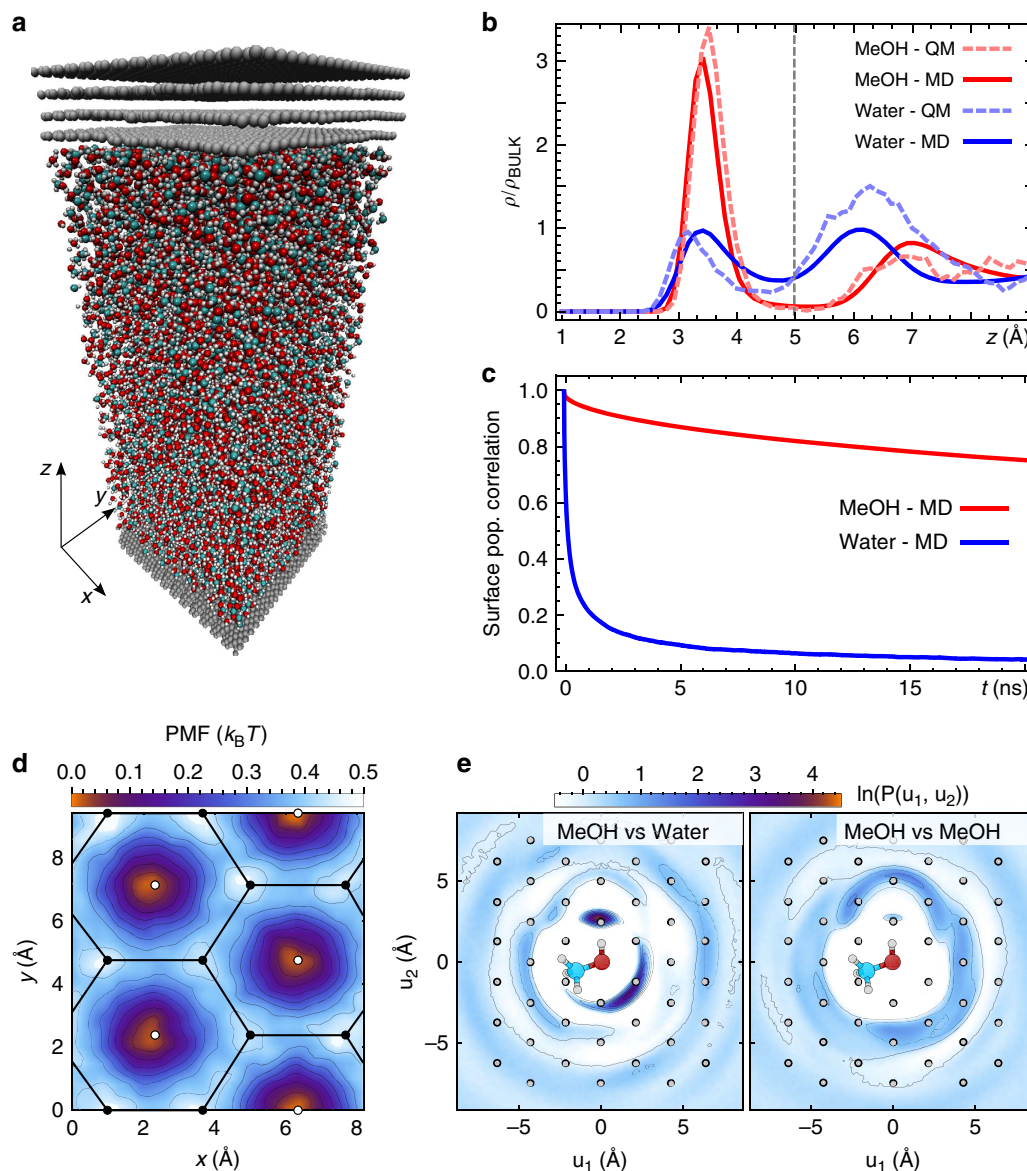 a
z
y
x
b
MeOH - QM
MeOH - MD
Water - QM
Water - MD
ρ/ρBULK
3
2
1
0
1 2 3 4 5 6 7 z (Å)
c
1.0
0.8
0.6
0.4
0.2
0.0
Surface pop. correlation
MeOH - MD
Water - MD
0 5 10 15 t (ns)
d
PMF (kBT)
0.0 0.1 0.2 0.3 0.4 0.5
8
6
4
2
0
y (Å)
0 2 4 6 8
x (Å)
e
0 1 2 3 4
ln(P(u1, u2))
MeOH vs Water
MeOH vs MeOH
5
0
−5
u2 (Å)
−5 0 5
u1 (Å)
−5 0 5
u1 (Å)